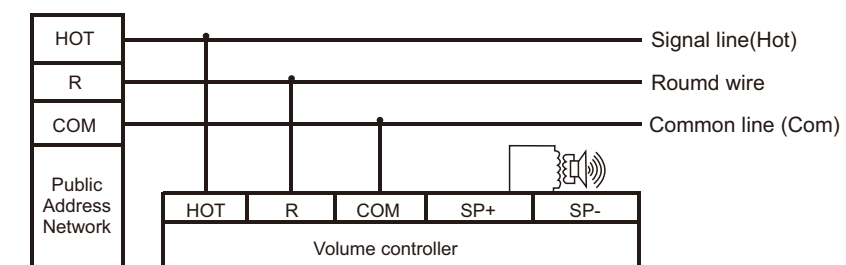 HOT
Signal line(Hot)
R
Roumd wire
COM
Common line (Com)
Public
Address
Network
HOT R COM SP+ SP-
Volume controller